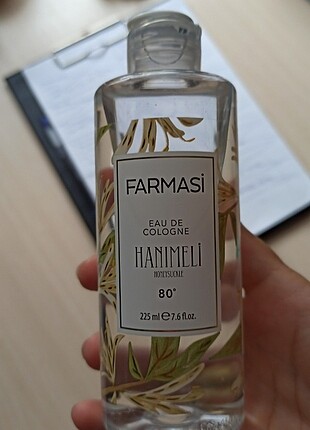 FARMASİ
EAU DE
COLOGNE
HANIMELİ
HONEYSUCKLE
80°
225 ml ℮ 7.6 fl.oz.